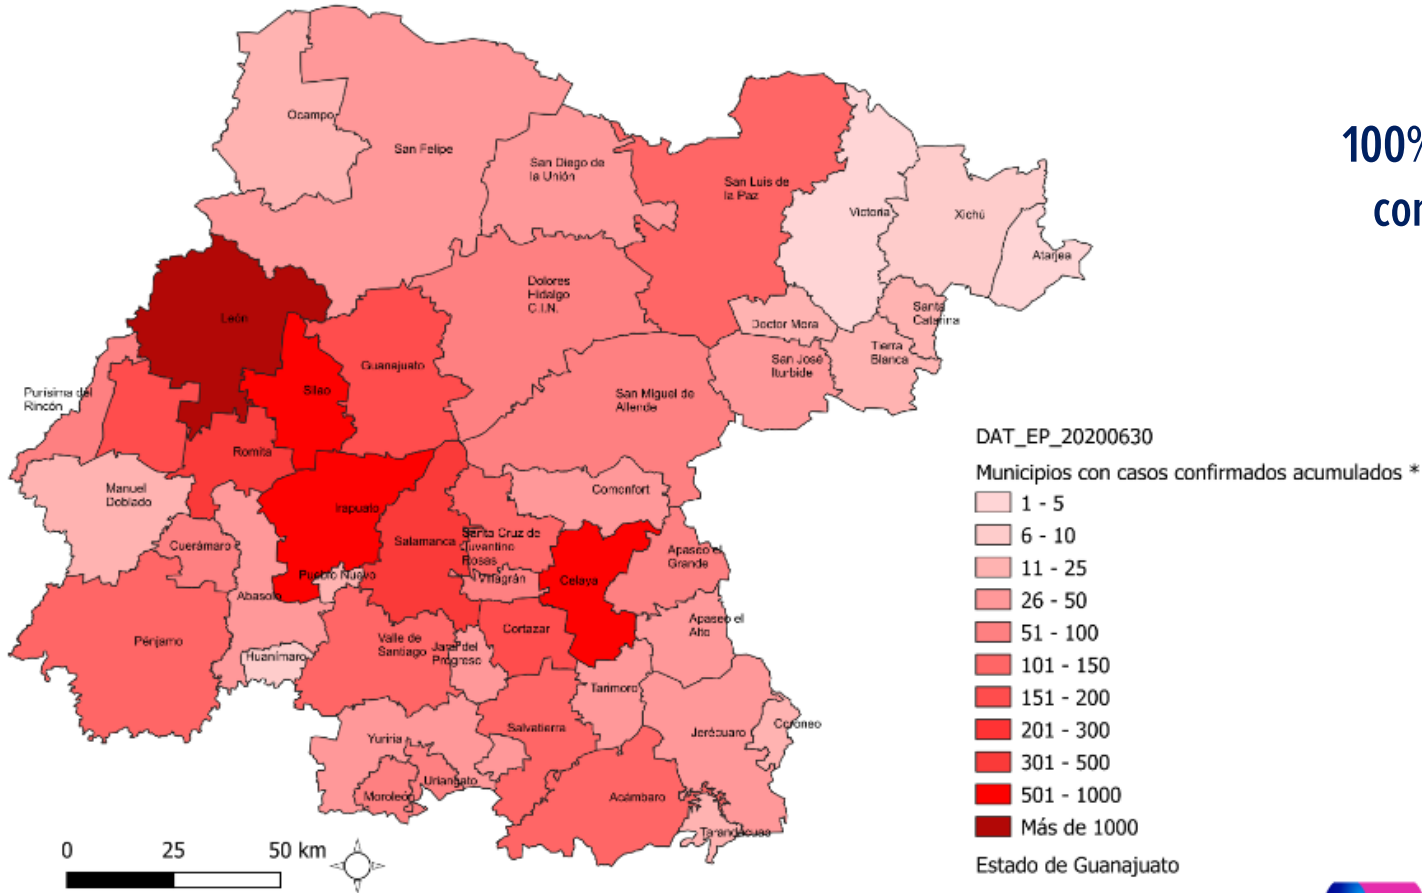 Ocampo
San Felipe
San Diego de
la Unión
San Luis de
la Paz
100%
Victoria
Xichú
Atarjea
León
Dolores
Hidalgo
C.I.N.
Santa
Catarina
Doctor Mora
Tierra
Blanca
San José
Iturbide
Guanajuato
Silao
Purísima del
Rincón
San Miguel de
Allende
Romita
Manuel
Doblado
Irapuato
Comonfort
Cuerámaro
Salamanca
Santa Cruz de
Juventino
Rosas
Apaseo el
Grande
Pueblo Nuevo
Villagrán
Celaya
Abasolo
Pénjamo
Huanímaro
Valle de
Santiago
Jaral del
Progreso
Cortazar
Apaseo el
Alto
Tarimoro
Jerécuaro
Coroneo
Yuriria
Salvatierra
Uriangato
Moroleón
Acámbaro
Tarandacuao
DAT_EP_20200630
Municipios con casos confirmados acumulados *
1 - 5
6 - 10
11 - 25
26 - 50
51 - 100
101 - 150
151 - 200
201 - 300
301 - 500
501 - 1000
Más de 1000
Estado de Guanajuato
0 25 50 km